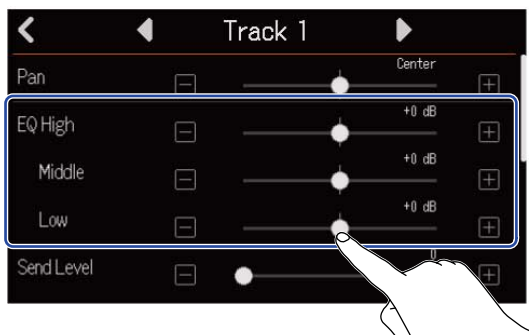 Track 1
Pan
Center
EQ High
+0 dB
Middle
+0 dB
Low
+0 dB
Send Level
0